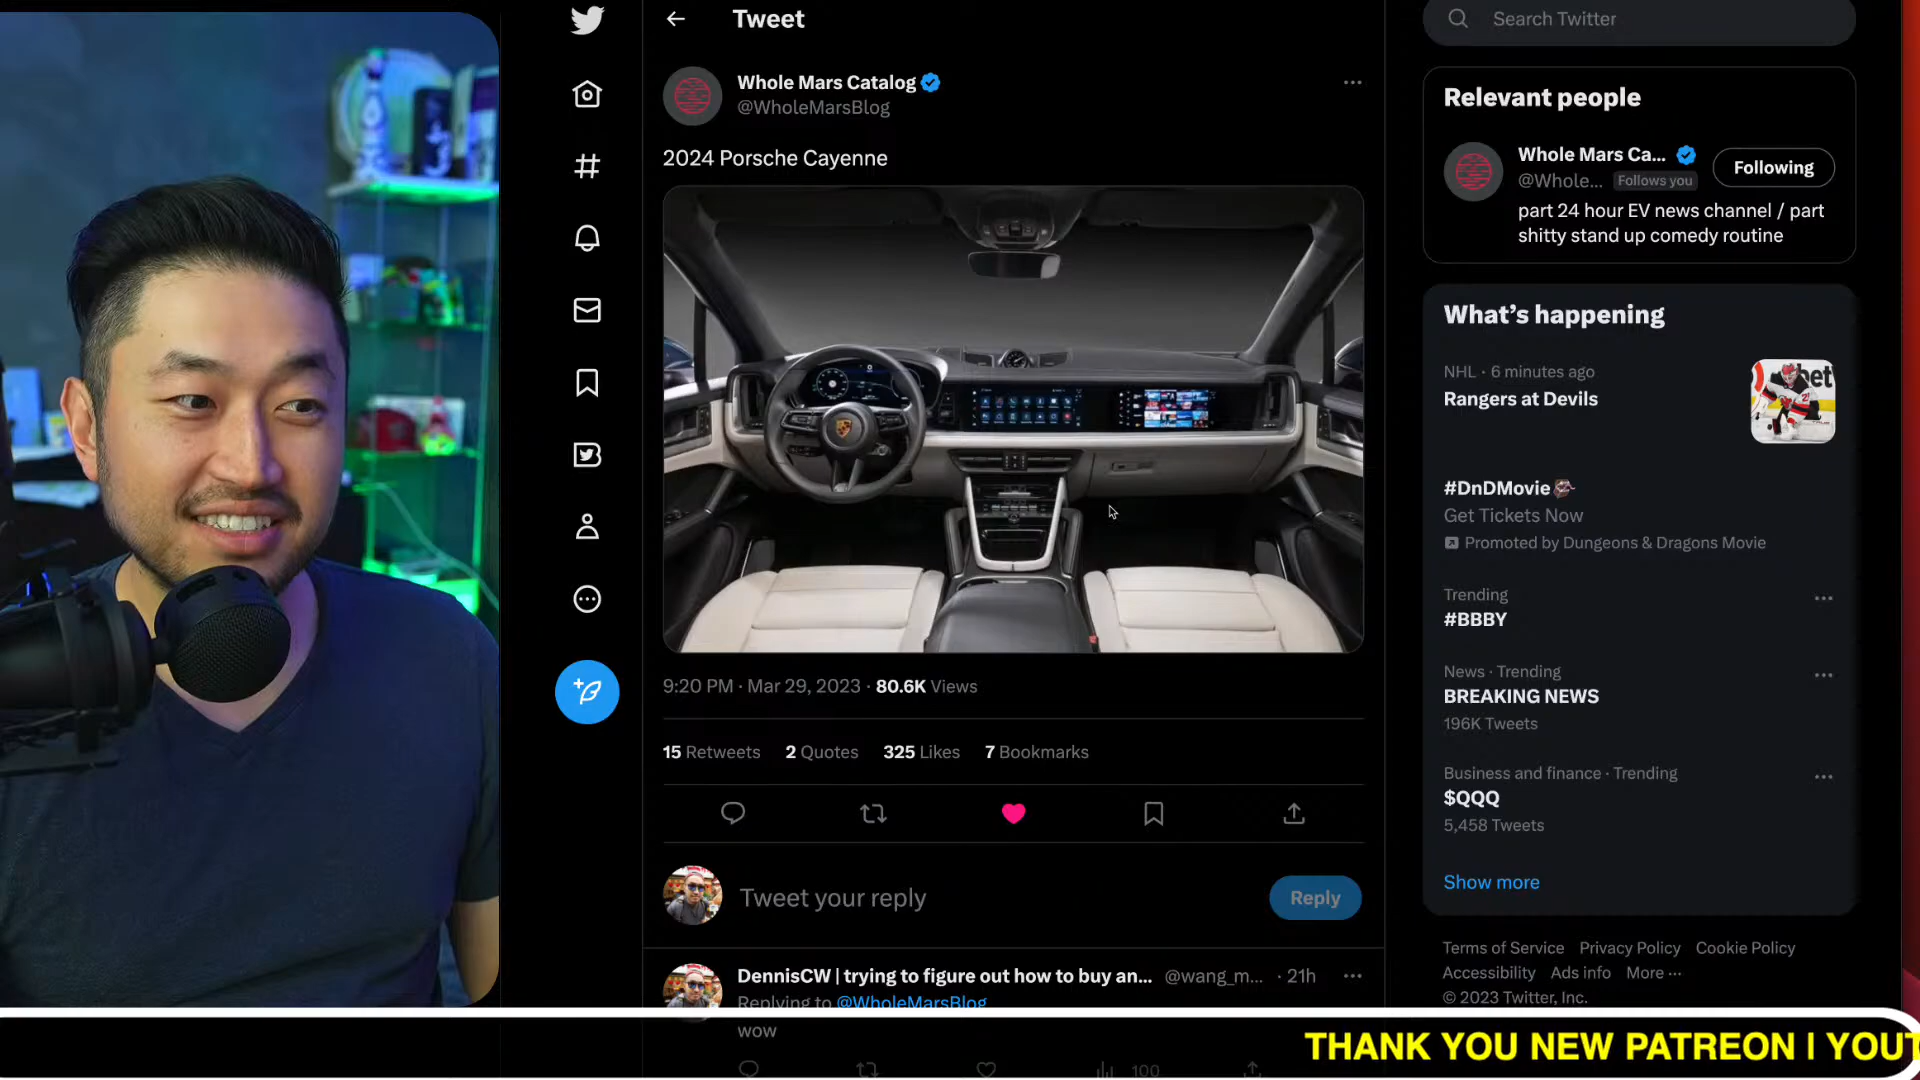 Tweet
Whole Mars Catalog
@WholeMarsBlog
2024 Porsche Cayenne
9:20 PM · Mar 29, 2023 · 80.6K Views
15 Retweets 2 Quotes 325 Likes 7 Bookmarks
Tweet your reply
Reply
DennisCW | trying to figure out how to buy an... @wang_m... · 21h
Replying to @WholeMarsBlog
wow
100
Search Twitter
Relevant people
Whole Mars Ca...
@Whole... Follows you
Following
part 24 hour EV news channel / part
shitty stand up comedy routine
What's happening
NHL · 6 minutes ago
Rangers at Devils
bet
#DnDMovie
Get Tickets Now
Promoted by Dungeons & Dragons Movie
Trending
#BBBY
News · Trending
BREAKING NEWS
196K Tweets
Business and finance · Trending
$QQQ
5,458 Tweets
Show more
Terms of Service Privacy Policy Cookie Policy
Accessibility Ads info More ···
© 2023 Twitter, Inc.
THANK YOU NEW PATREON | YOUT